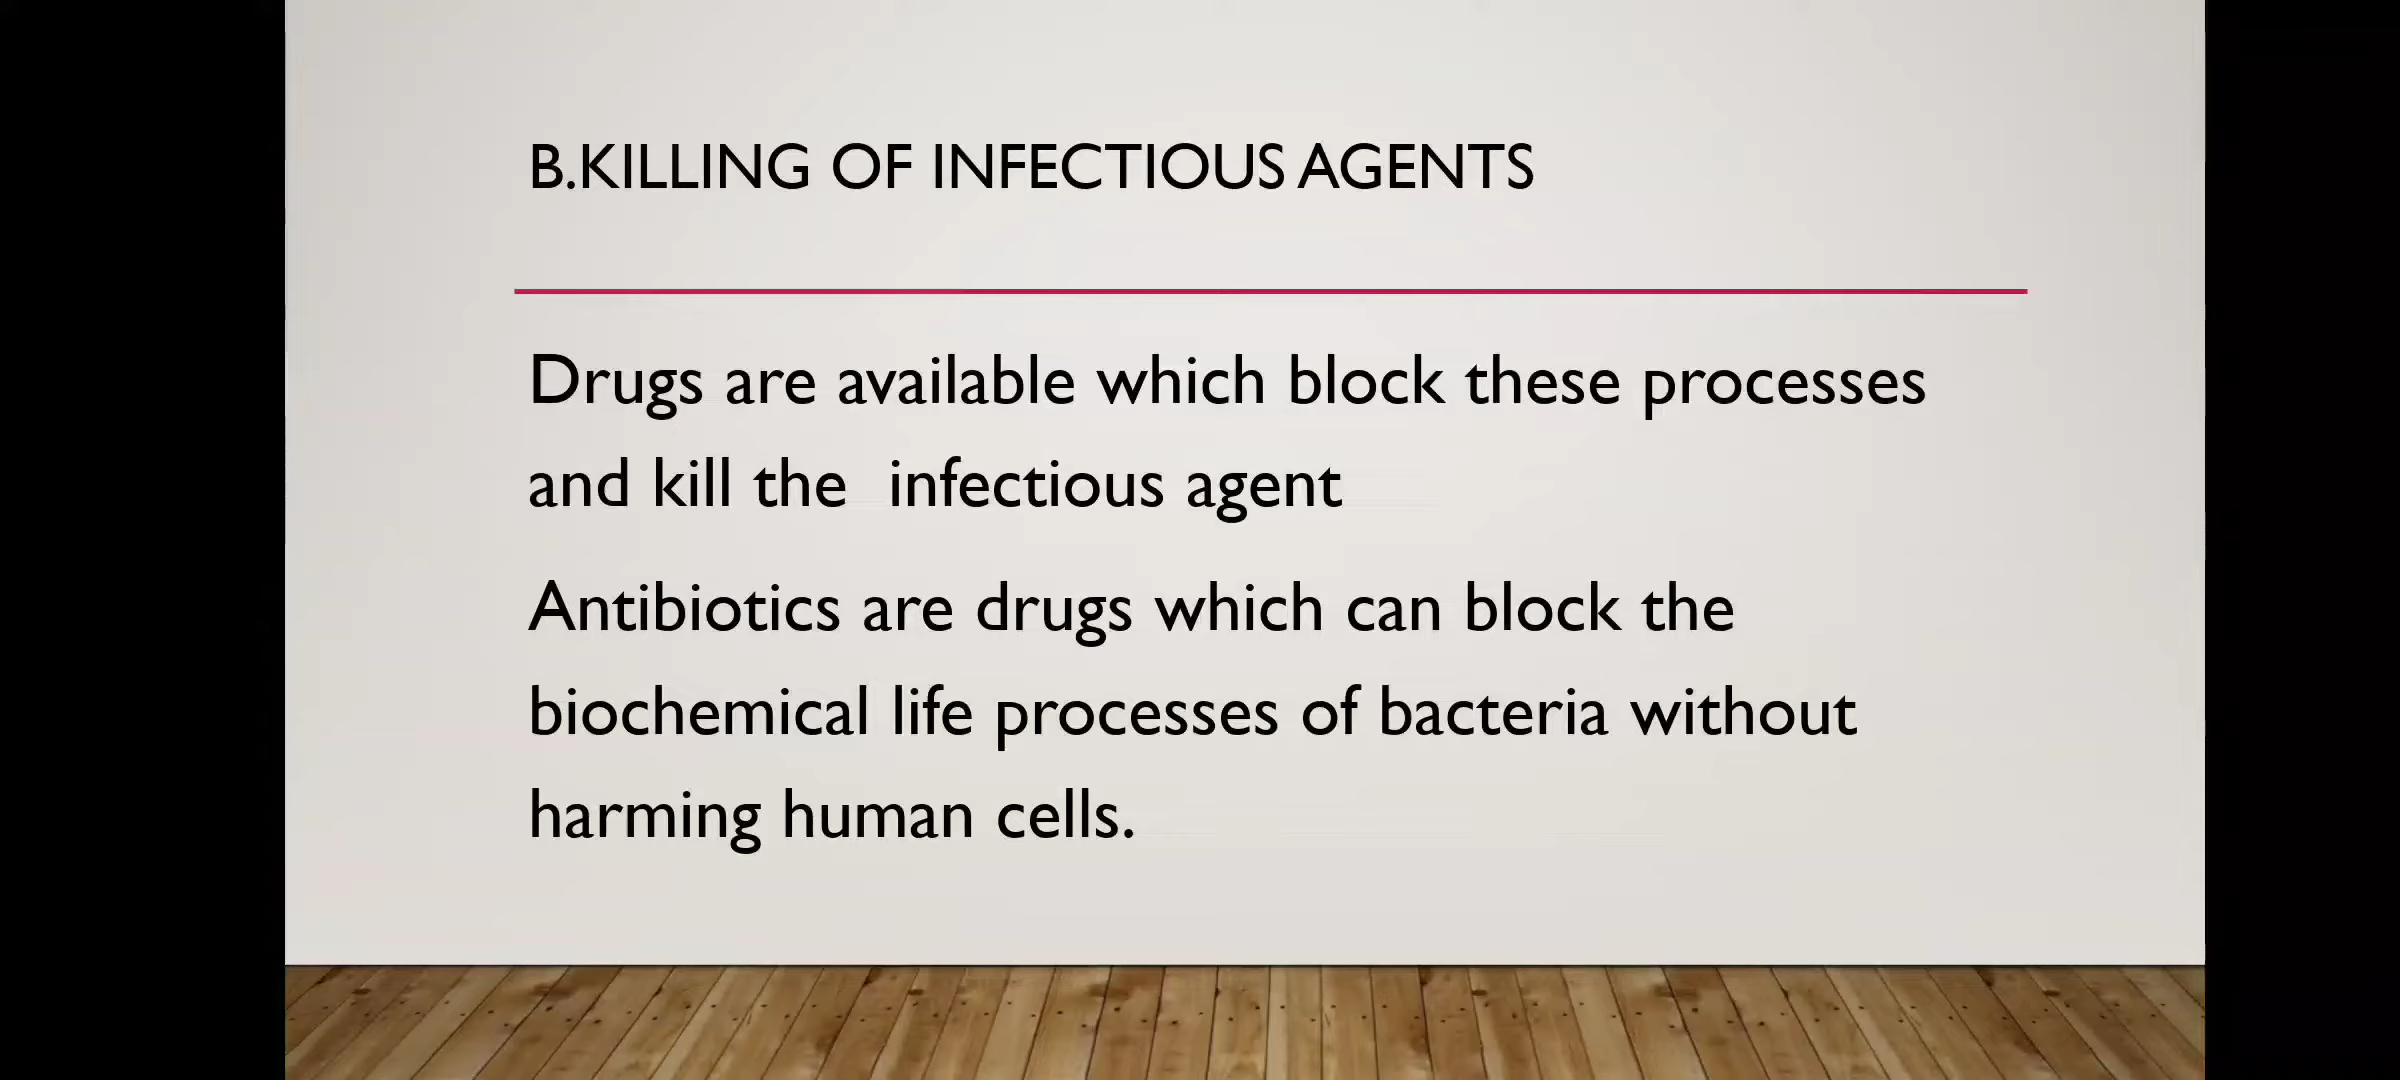 B.KILLING OF INFECTIOUS AGENTS
Drugs are available which block these processes
and kill the  infectious agent
Antibiotics are drugs which can block the
biochemical life processes of bacteria without
harming human cells.